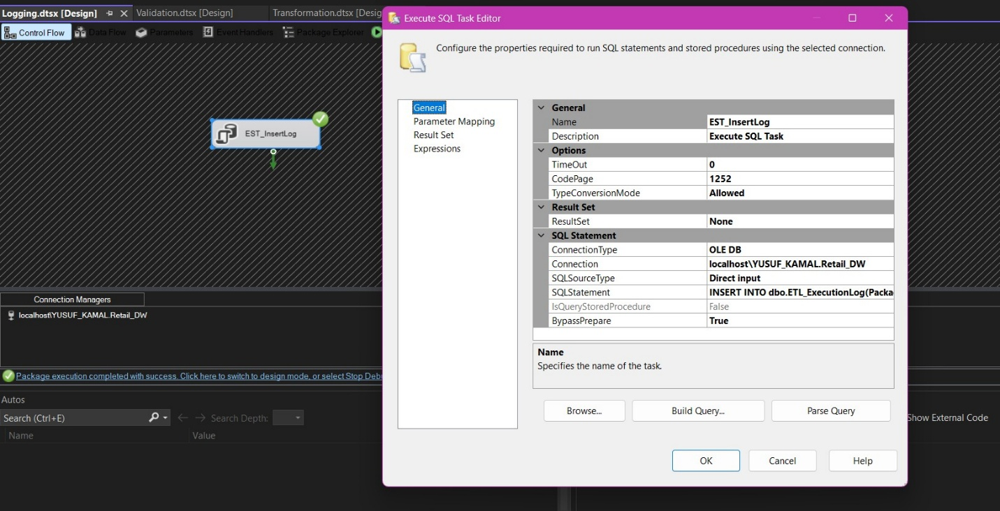 Logging.dtsx [Design]
Validation.dtsx [Design]
Transformation.dtsx [Desig
Control Flow
Data Flow
Parameters
Event Handlers
Package Explorer
EST_InsertLog
Connection Managers
localhost\YUSUF_KAMAL.Retail_DW
Package execution completed with success. Click here to switch to design mode, or select Stop Debu
Autos
Search (Ctrl+E)
Search Depth:
Name
Value
Show External Code
Execute SQL Task Editor
Configure the properties required to run SQL statements and stored procedures using the selected connection.
General
Parameter Mapping
Result Set
Expressions
General
Name EST_InsertLog
Description Execute SQL Task
Options
TimeOut 0
CodePage 1252
TypeConversionMode Allowed
Result Set
ResultSet None
SQL Statement
ConnectionType OLE DB
Connection localhost\YUSUF_KAMAL.Retail_DW
SQLSourceType Direct input
SQLStatement INSERT INTO dbo.ETL_ExecutionLog(Packa
IsQueryStoredProcedure False
BypassPrepare True
Name
Specifies the name of the task.
Browse...
Build Query...
Parse Query
OK
Cancel
Help